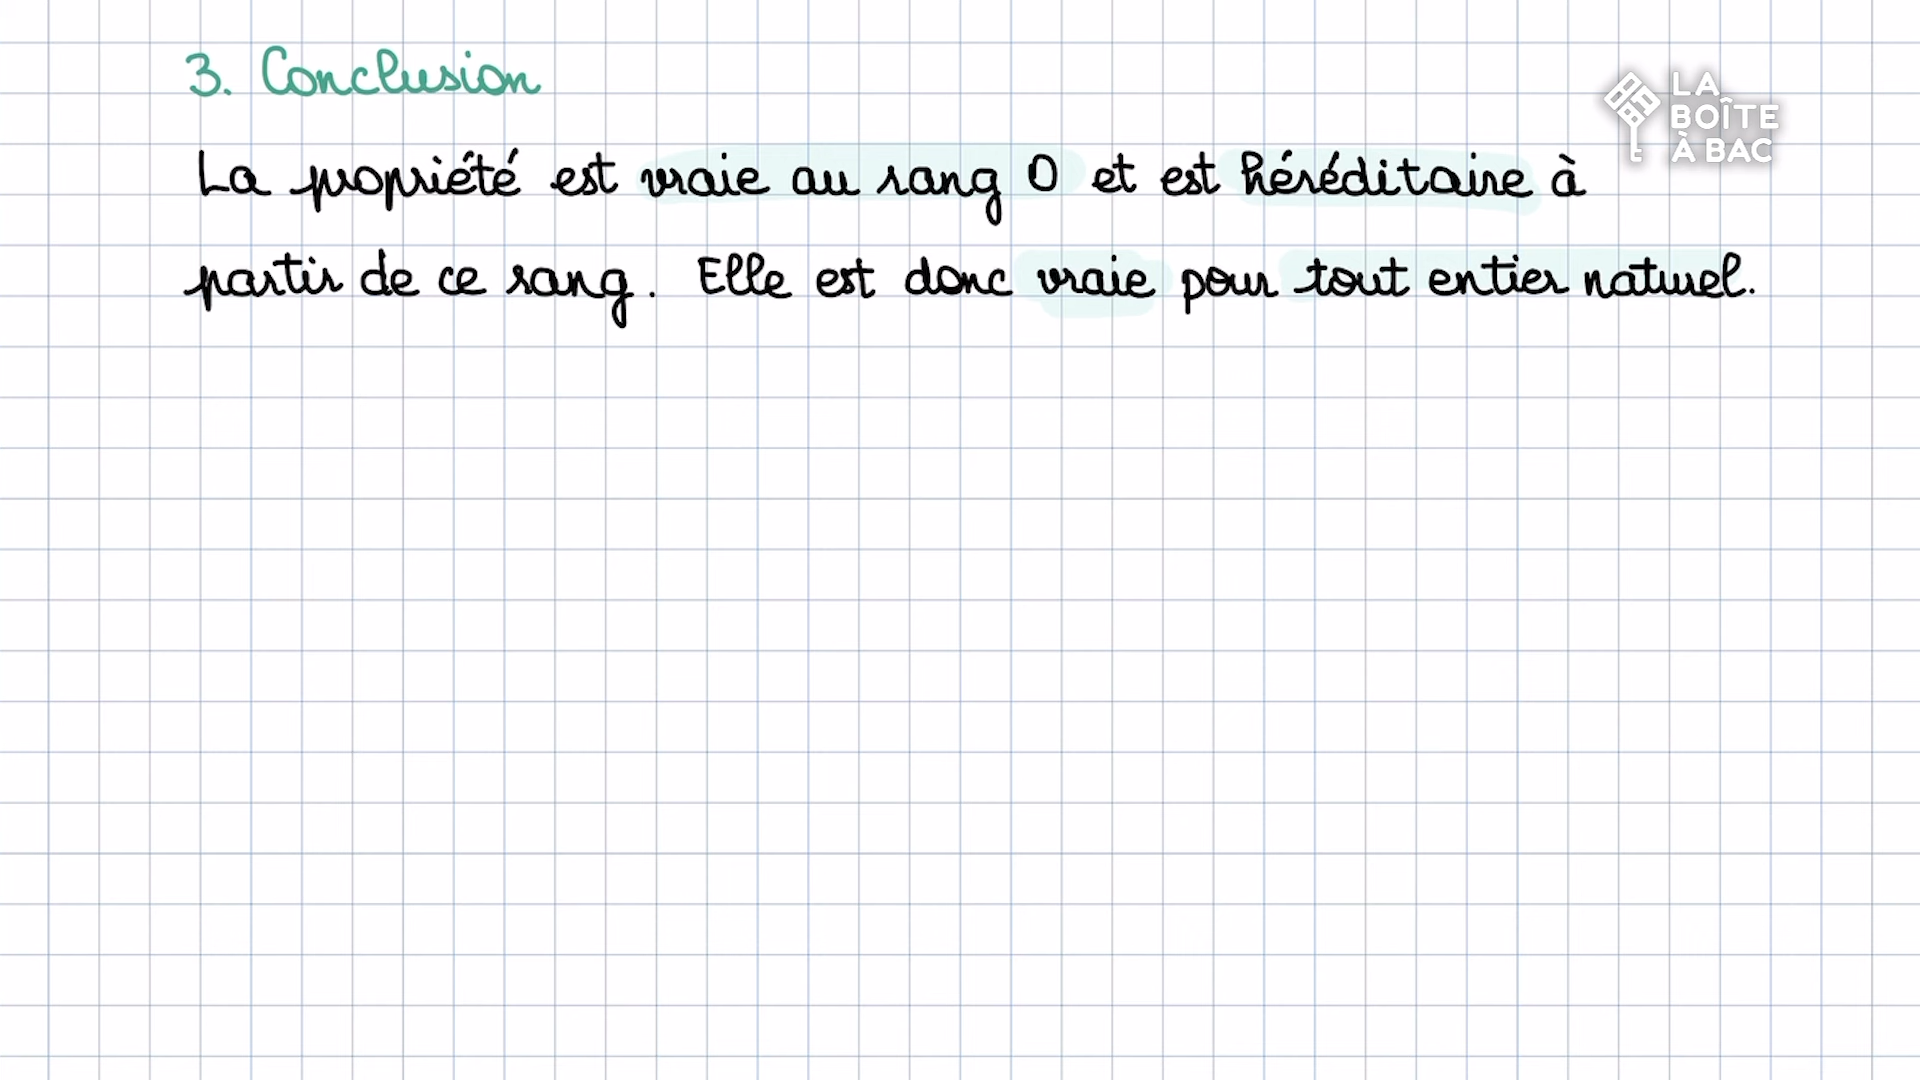 3. Conclusion
LA
BOÎTE
À BAC
La propriété est vraie au rang 0 et est héréditaire à
partir de ce rang. Elle est donc vraie pour tout entier naturel.